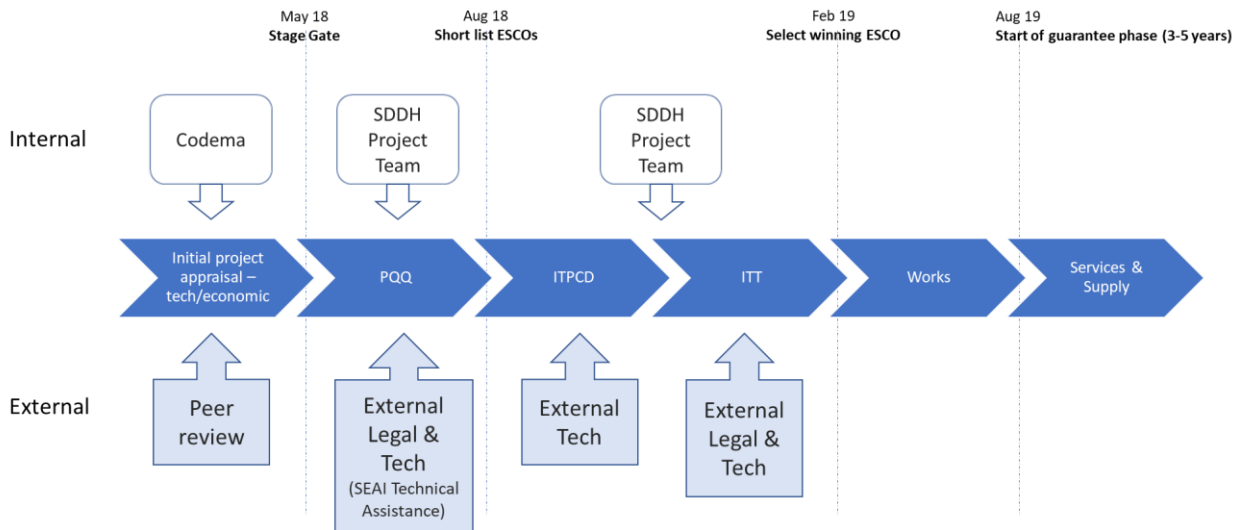 May 18
Stage Gate
Aug 18
Short list ESCOs
Feb 19
Select winning ESCO
Aug 19
Start of guarantee phase (3-5 years)
Internal
Codema
SDDH
Project
Team
SDDH
Project
Team
Initial project
appraisal –
tech/economic
PQQ
ITPCD
ITT
Works
Services &
Supply
External
Peer
review
External
Legal &
Tech
(SEAI Technical
Assistance)
External
Tech
External
Legal &
Tech